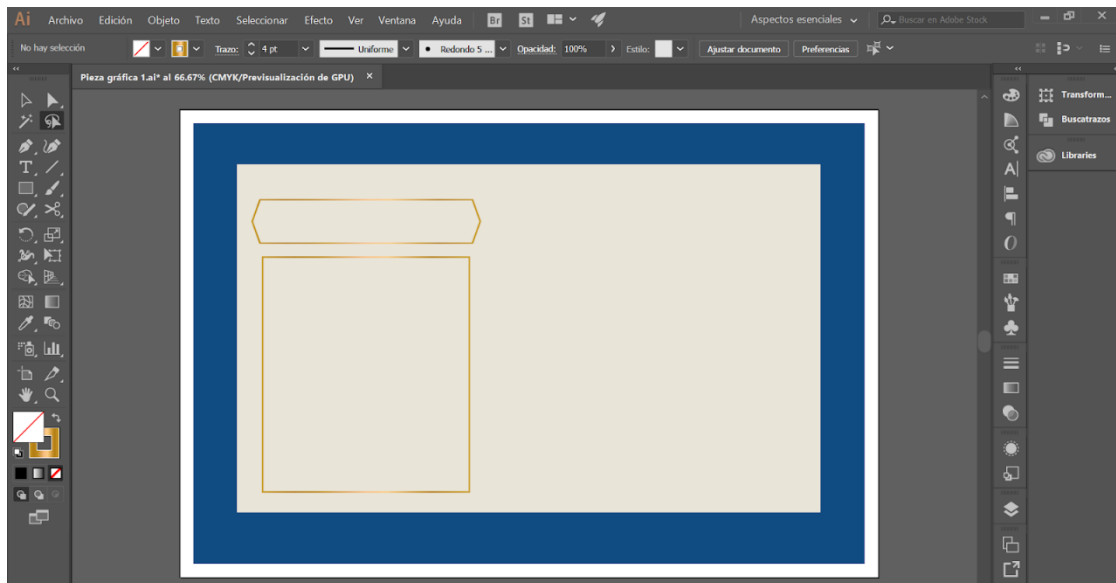 Ai Archivo Edición Objeto Texto Seleccionar Efecto Ver Ventana Ayuda Br St Aspectos esenciales Buscar en Adobe Stock
No hay selección Trazo: 4 pt Uniforme Redondo 5 ... Opacidad: 100% Estilo: Ajustar documento Preferencias
Pieza gráfica 1.ai* al 66.67% (CMYK/Previsualización de GPU) ×
Transform...
Buscatrazos
Libraries